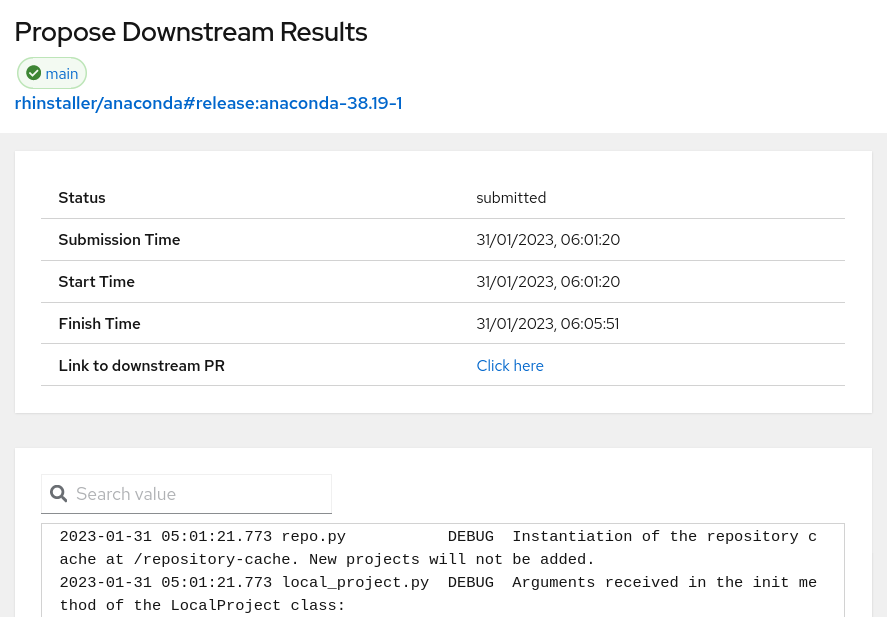 Propose Downstream Results
main
rhinstaller/anaconda#release:anaconda-38.19-1
Status submitted
Submission Time 31/01/2023, 06:01:20
Start Time 31/01/2023, 06:01:20
Finish Time 31/01/2023, 06:05:51
Link to downstream PR Click here
Search value
2023-01-31 05:01:21.773 repo.py           DEBUG  Instantiation of the repository c
ache at /repository-cache. New projects will not be added.
2023-01-31 05:01:21.773 local_project.py  DEBUG  Arguments received in the init me
thod of the LocalProject class: